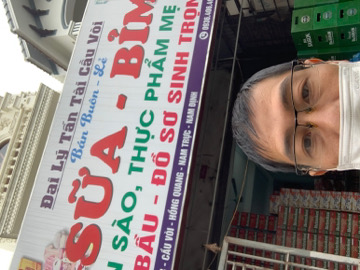 Đại Lý Tấn Tài Cầu Vòi
Bán Buôn - Lẻ
SỮA - BỈM
SÀO, THỰC PHẨM MẸ
BẦU - ĐỒ SƠ SINH TRỌN
CẦU VÒI - HỒNG QUANG - NAM TRỰC - NAM ĐỊNH